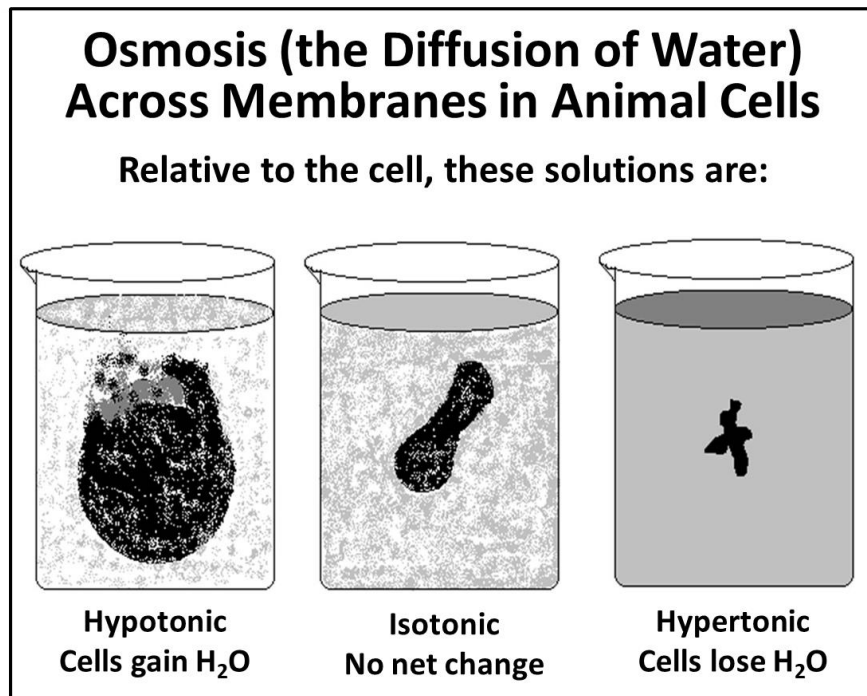 Osmosis (the Diffusion of Water)
Across Membranes in Animal Cells
Relative to the cell, these solutions are:
Hypotonic
Cells gain H₂O
Isotonic
No net change
Hypertonic
Cells lose H₂O